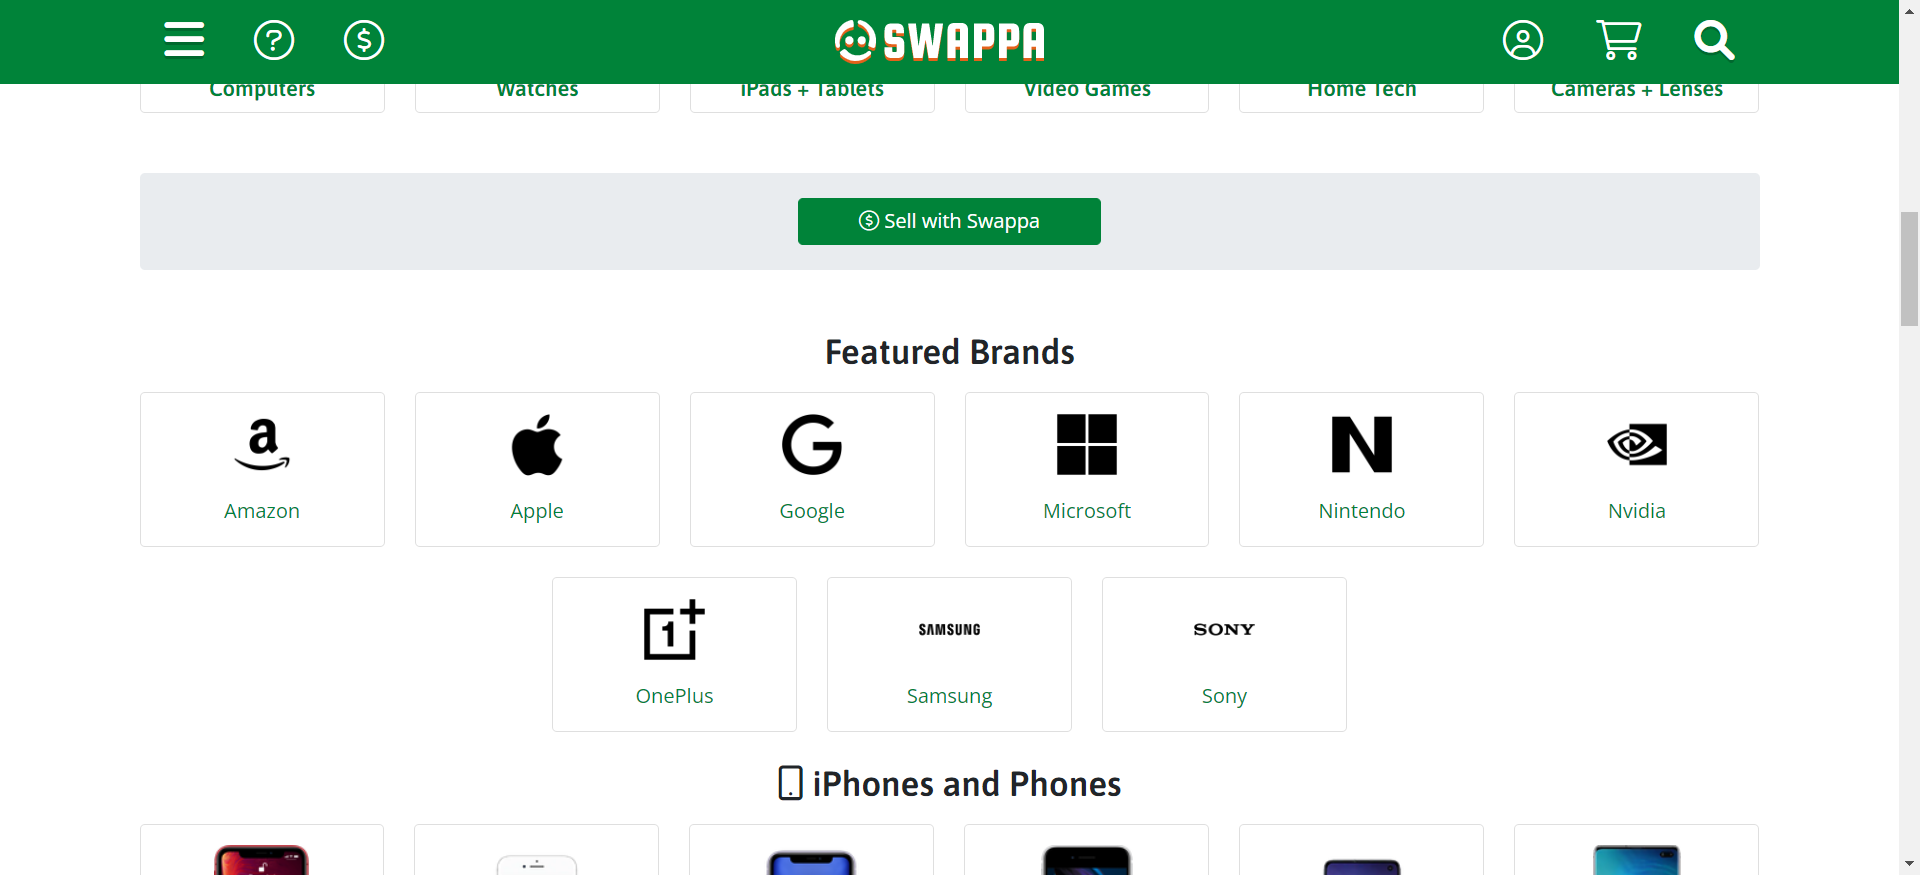 SWAPPA
Computers
Watches
iPads + Tablets
Video Games
Home Tech
Cameras + Lenses
Sell with Swappa
Featured Brands
Amazon
Apple
Google
Microsoft
Nintendo
Nvidia
SAMSUNG
SONY
OnePlus
Samsung
Sony
iPhones and Phones